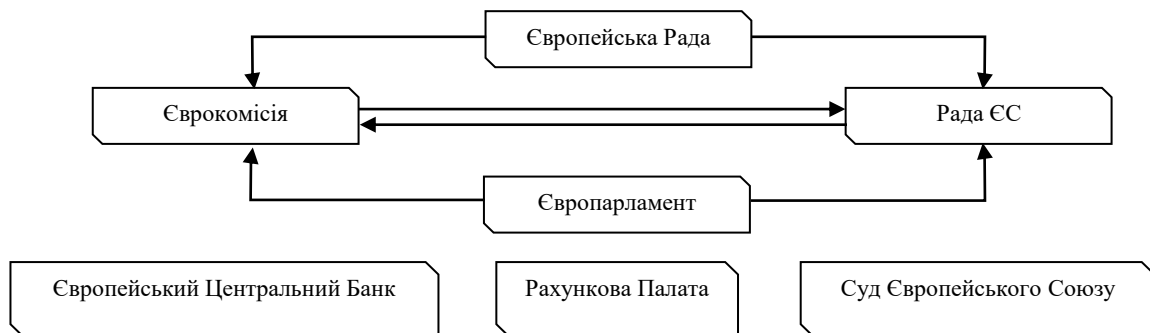 Європейська Рада
Єврокомісія
Рада ЄС
Європарламент
Європейський Центральний Банк
Рахункова Палата
Суд Європейського Союзу